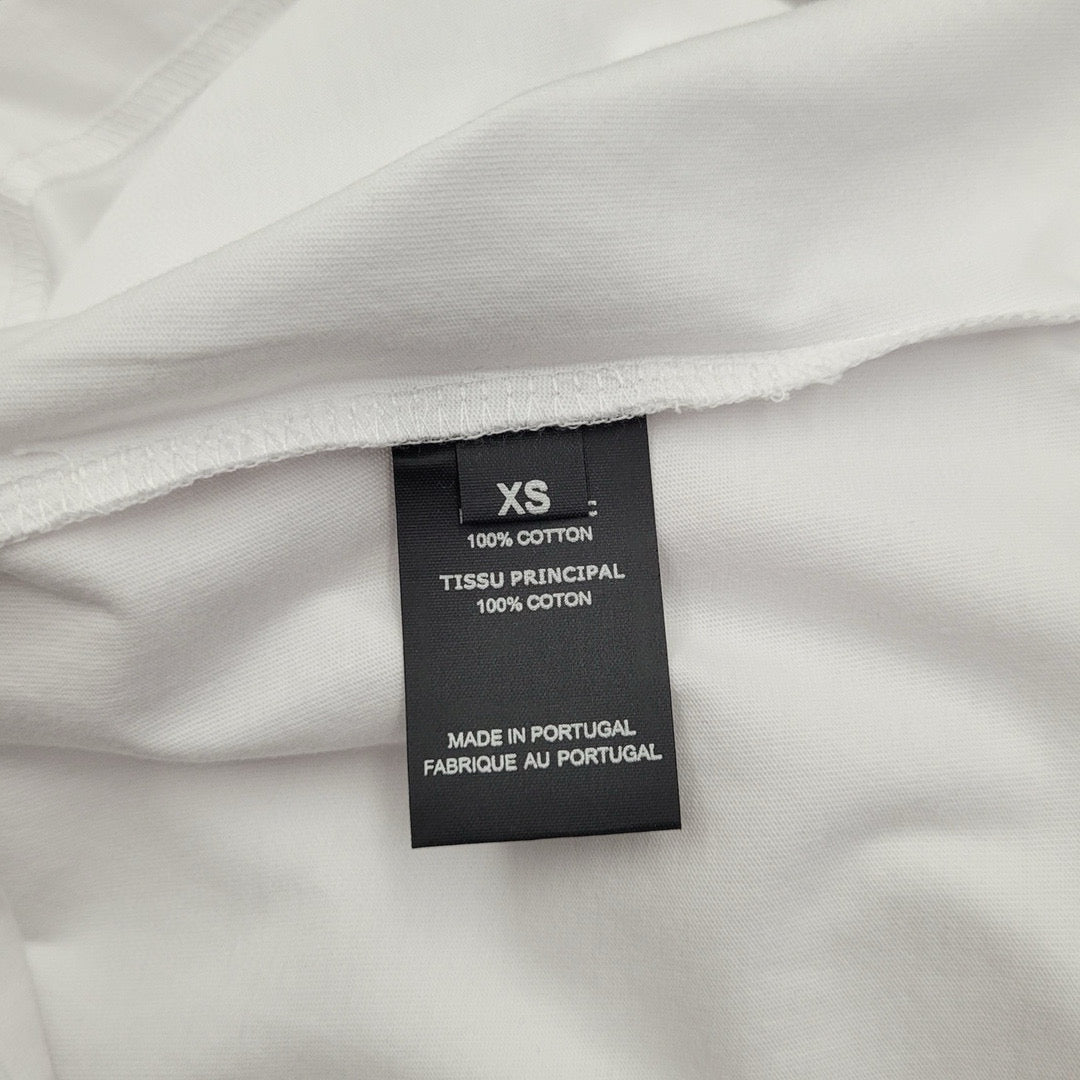 XS
100% COTTON
TISSU PRINCIPAL
100% COTON
MADE IN PORTUGAL
FABRIQUE AU PORTUGAL